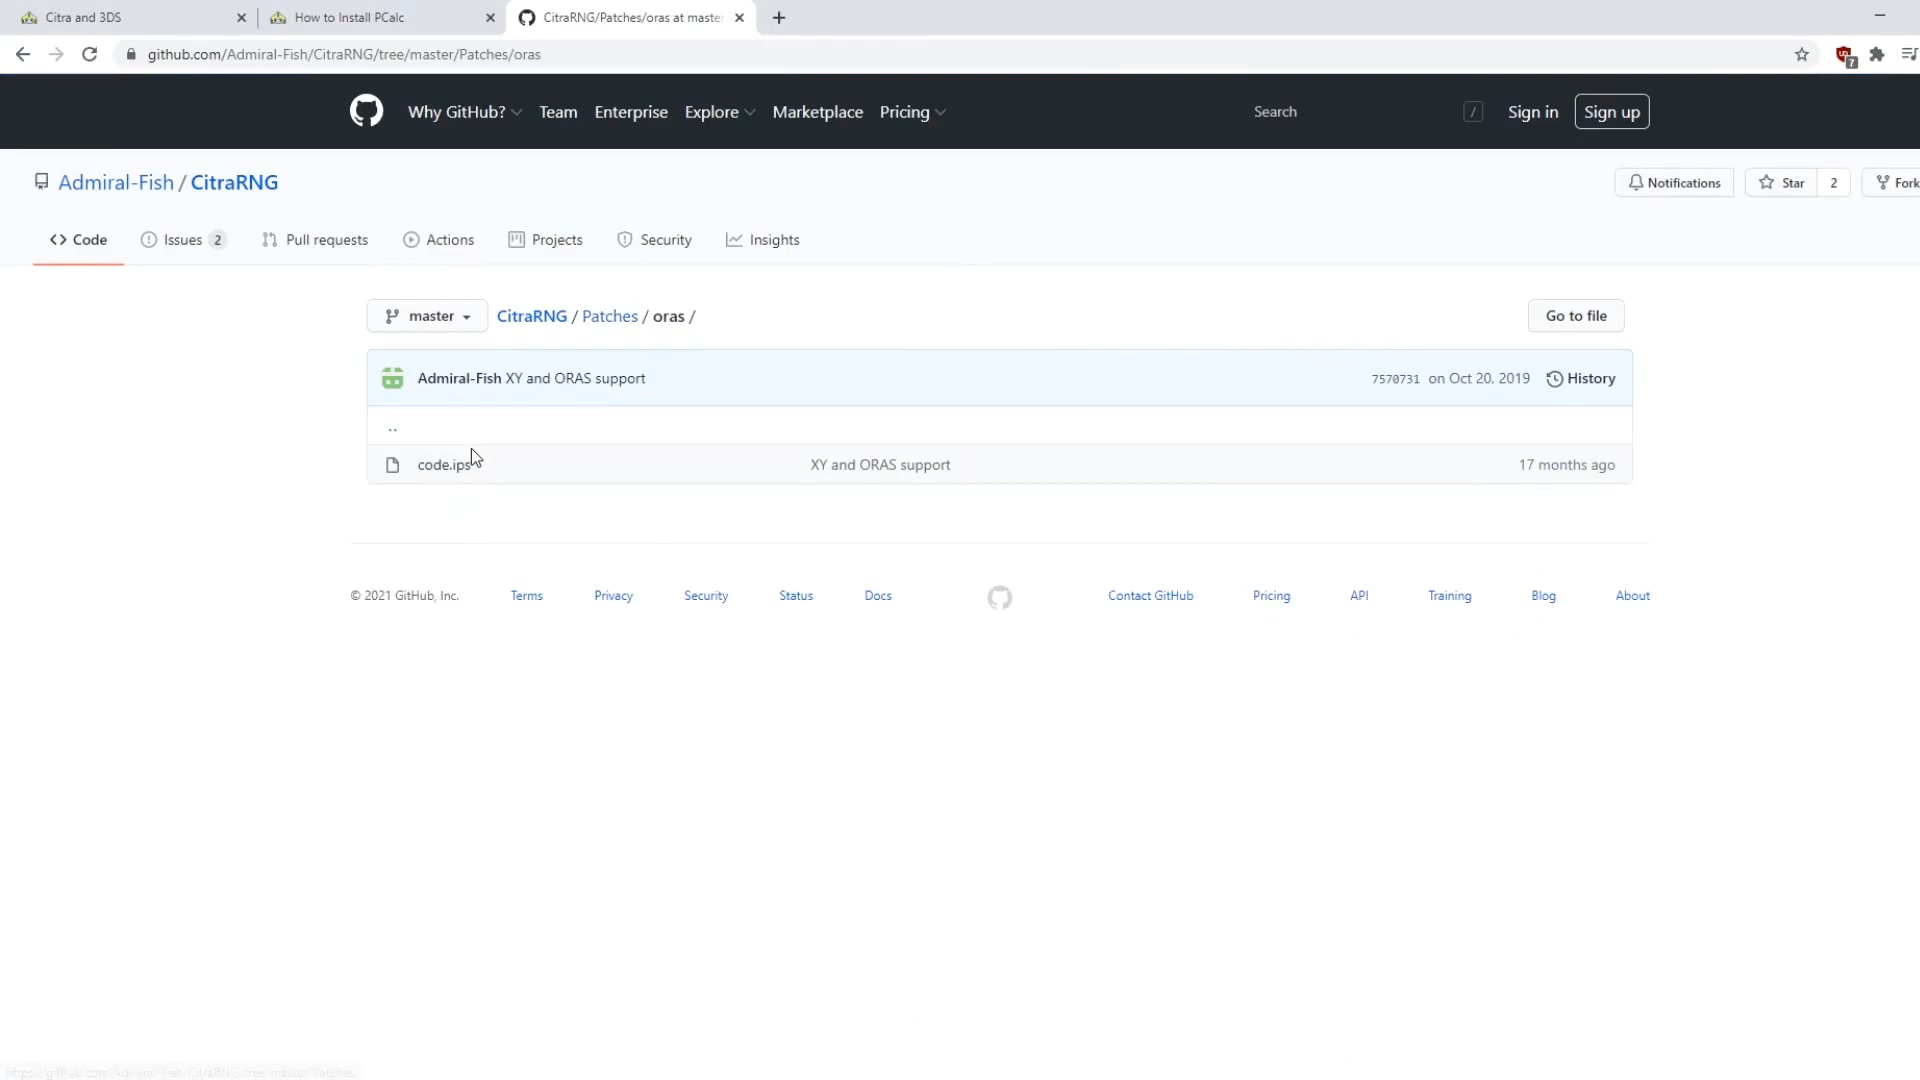 Citra and 3DS
How to Install PCalc
CitraRNG/Patches/oras at master
github.com/Admiral-Fish/CitraRNG/tree/master/Patches/oras
7
Why GitHub? Team Enterprise Explore Marketplace Pricing Search / Sign in Sign up
Admiral-Fish / CitraRNG
Notifications Star 2 Fork
Code Issues 2 Pull requests Actions Projects Security Insights
master CitraRNG / Patches / oras / Go to file
Admiral-Fish XY and ORAS support 7570731 on Oct 20, 2019 History
..
code.ips XY and ORAS support 17 months ago
© 2021 GitHub, Inc. Terms Privacy Security Status Docs Contact GitHub Pricing API Training Blog About